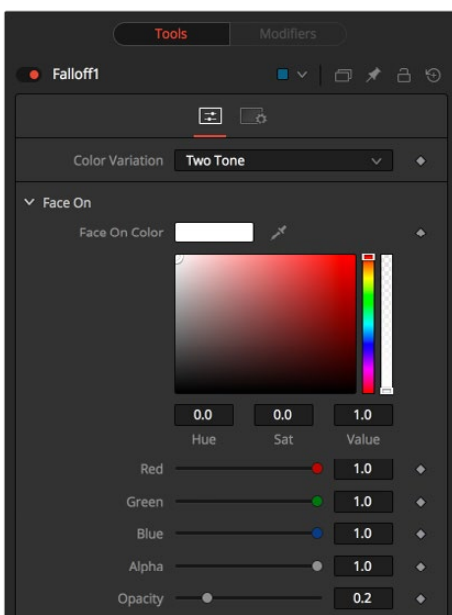 Tools Modifiers
Falloff1
Color Variation Two Tone
Face On
Face On Color
0.0 0.0 1.0
Hue Sat Value
Red 1.0
Green 1.0
Blue 1.0
Alpha 1.0
Opacity 0.2